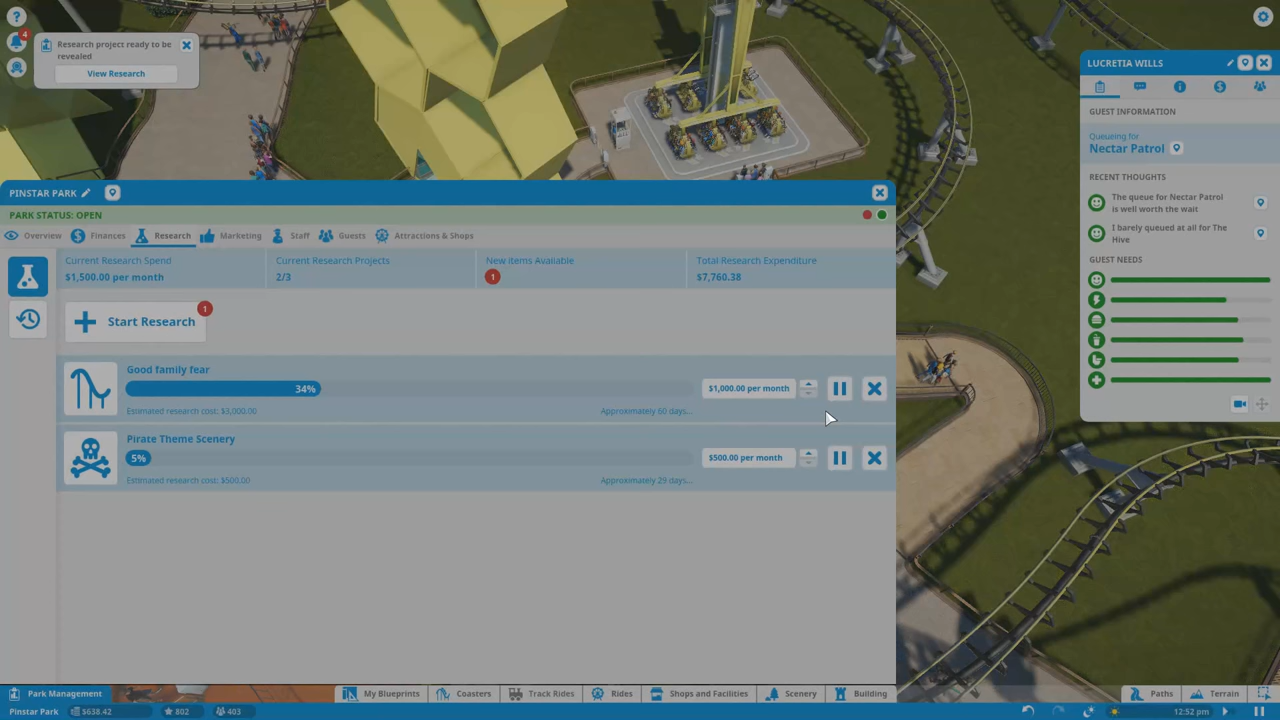 ?
4
Research project ready to be
revealed
View Research
LUCRETIA WILLS
GUEST INFORMATION
Queueing for
Nectar Patrol
RECENT THOUGHTS
The queue for Nectar Patrol
is well worth the wait
I barely queued at all for The
Hive
GUEST NEEDS
PINSTAR PARK
PARK STATUS: OPEN
Overview
Finances
Research
Marketing
Staff
Guests
Attractions & Shops
Current Research Spend
$1,500.00 per month
Current Research Projects
2/3
New Items Available
1
Total Research Expenditure
$7,760.38
Start Research
1
Good family fear
34%
$1,000.00 per month
Estimated research cost: $3,000.00
Approximately 60 days...
Pirate Theme Scenery
5%
$500.00 per month
Estimated research cost: $500.00
Approximately 29 days...
Park Management
My Blueprints
Coasters
Track Rides
Rides
Shops and Facilities
Scenery
Building
Paths
Terrain
Pinstar Park
$638.42
802
403
12:52 pm